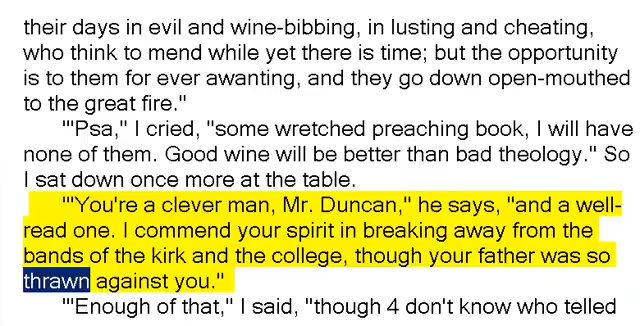 their days in evil and wine-bibbing, in lusting and cheating,
who think to mend while yet there is time; but the opportunity
is to them for ever awanting, and they go down open-mouthed
to the great fire."
"'Psa," I cried, "some wretched preaching book, I will have
none of them. Good wine will be better than bad theology." So
I sat down once more at the table.
"'You're a clever man, Mr. Duncan," he says, "and a well-
read one. I commend your spirit in breaking away from the
bands of the kirk and the college, though your father was so
thrawn against you."
"'Enough of that," I said, "though 4 don't know who telled